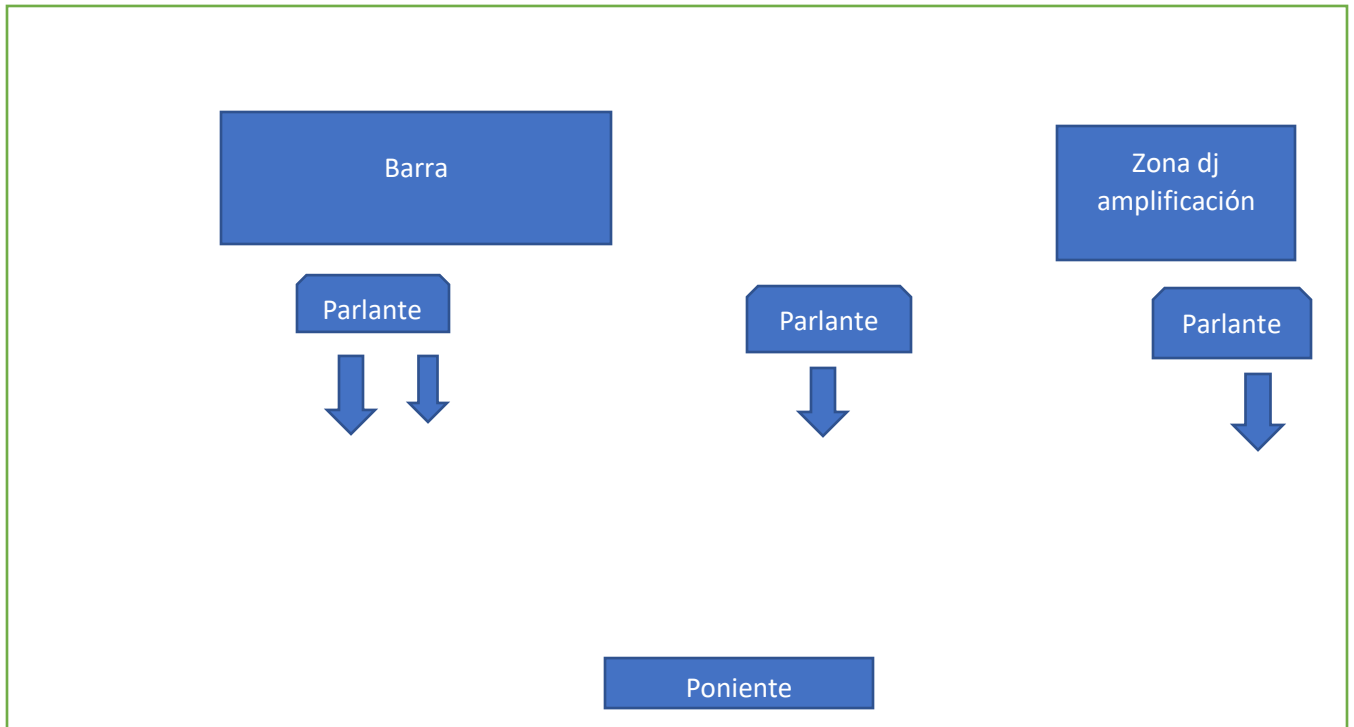 Barra
Zona dj
amplificación
Parlante
Parlante
Parlante
Poniente